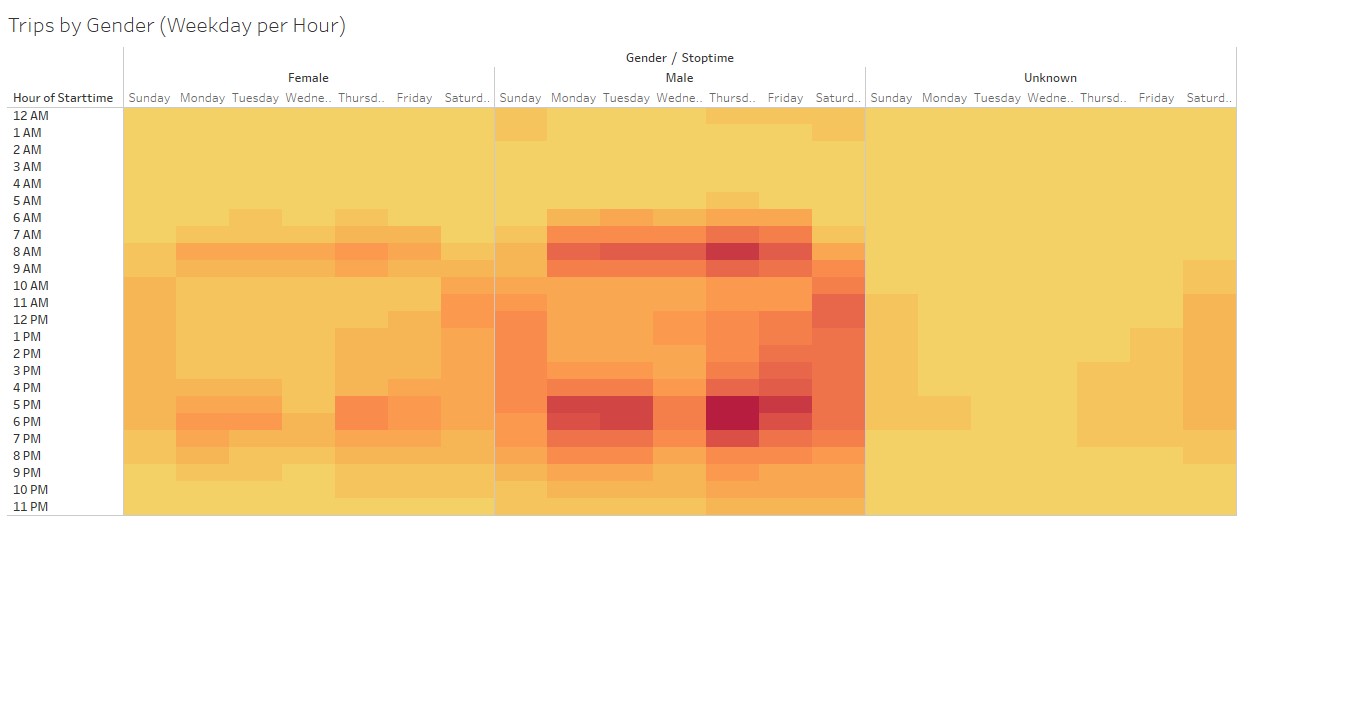 Trips by Gender (Weekday per Hour)
Gender / Stoptime
Female Male Unknown
Hour of Starttime Sunday Monday Tuesday Wedne.. Thursd.. Friday Saturd.. Sunday Monday Tuesday Wedne.. Thursd.. Friday Saturd.. Sunday Monday Tuesday Wedne.. Thursd.. Friday Saturd..
12 AM
1 AM
2 AM
3 AM
4 AM
5 AM
6 AM
7 AM
8 AM
9 AM
10 AM
11 AM
12 PM
1 PM
2 PM
3 PM
4 PM
5 PM
6 PM
7 PM
8 PM
9 PM
10 PM
11 PM